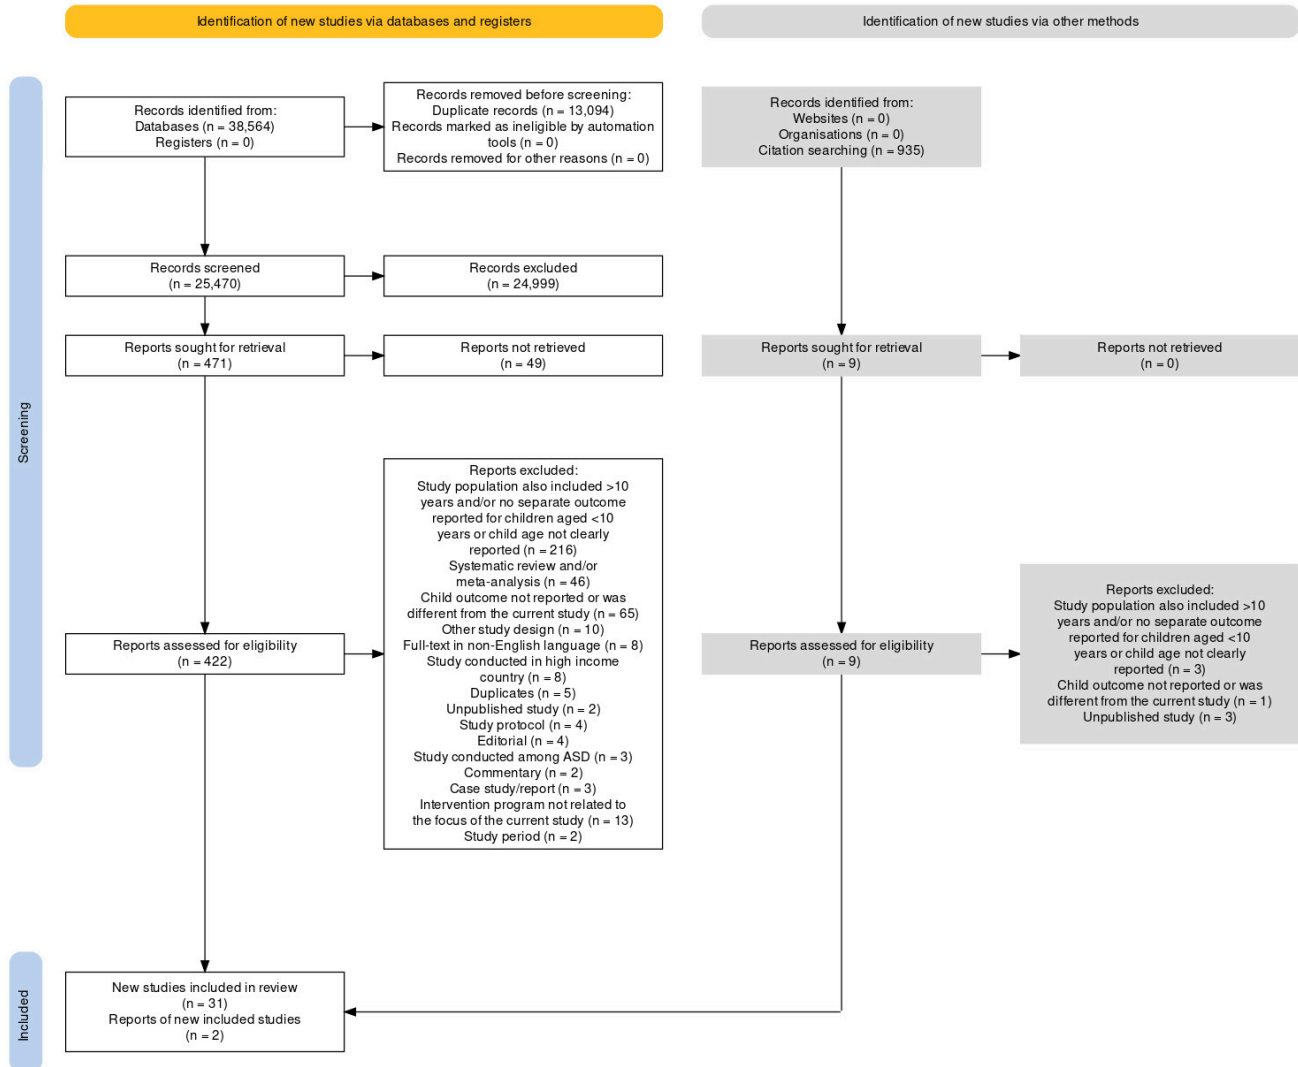 Identification of new studies via databases and registers
Identification of new studies via other methods
Screening
Included
Records identified from:
Databases (n = 38,564)
Registers (n = 0)
Records removed before screening:
Duplicate records (n = 13,094)
Records marked as ineligible by automation
tools (n = 0)
Records removed for other reasons (n = 0)
Records identified from:
Websites (n = 0)
Organisations (n = 0)
Citation searching (n = 935)
Records screened
(n = 25,470)
Records excluded
(n = 24,999)
Reports sought for retrieval
(n = 471)
Reports not retrieved
(n = 49)
Reports sought for retrieval
(n = 9)
Reports not retrieved
(n = 0)
Reports assessed for eligibility
(n = 422)
Reports excluded:
Study population also included >10
years and/or no separate outcome
reported for children aged <10
years or child age not clearly
reported (n = 216)
Systematic review and/or
meta-analysis (n = 46)
Child outcome not reported or was
different from the current study (n = 65)
Other study design (n = 10)
Full-text in non-English language (n = 8)
Study conducted in high income
country (n = 8)
Duplicates (n = 5)
Unpublished study (n = 2)
Study protocol (n = 4)
Editorial (n = 4)
Study conducted among ASD (n = 3)
Commentary (n = 2)
Case study/report (n = 3)
Intervention program not related to
the focus of the current study (n = 13)
Study period (n = 2)
Reports assessed for eligibility
(n = 9)
Reports excluded:
Study population also included >10
years and/or no separate outcome
reported for children aged <10
years or child age not clearly
reported (n = 3)
Child outcome not reported or was
different from the current study (n = 1)
Unpublished study (n = 3)
New studies included in review
(n = 31)
Reports of new included studies
(n = 2)